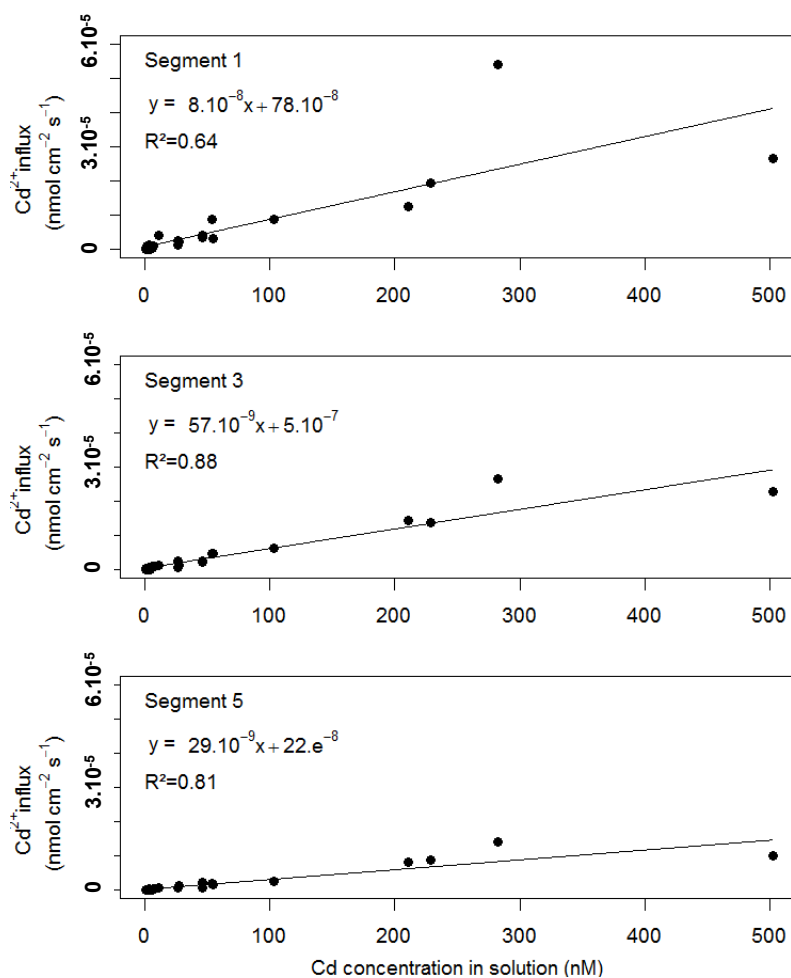 Segment 1
y = 8.10⁻⁸x + 78.10⁻⁸
R²=0.64
6.10⁻⁵
3.10⁻⁵
0
Cd²⁺influx
(nmol cm⁻² s⁻¹)
0 100 200 300 400 500
Segment 3
y = 57.10⁻⁹x + 5.10⁻⁷
R²=0.88
6.10⁻⁵
3.10⁻⁵
0
Cd²⁺influx
(nmol cm⁻² s⁻¹)
0 100 200 300 400 500
Segment 5
y = 29.10⁻⁹x + 22.e⁻⁸
R²=0.81
6.10⁻⁵
3.10⁻⁵
0
Cd²⁺influx
(nmol cm⁻² s⁻¹)
0 100 200 300 400 500
Cd concentration in solution (nM)